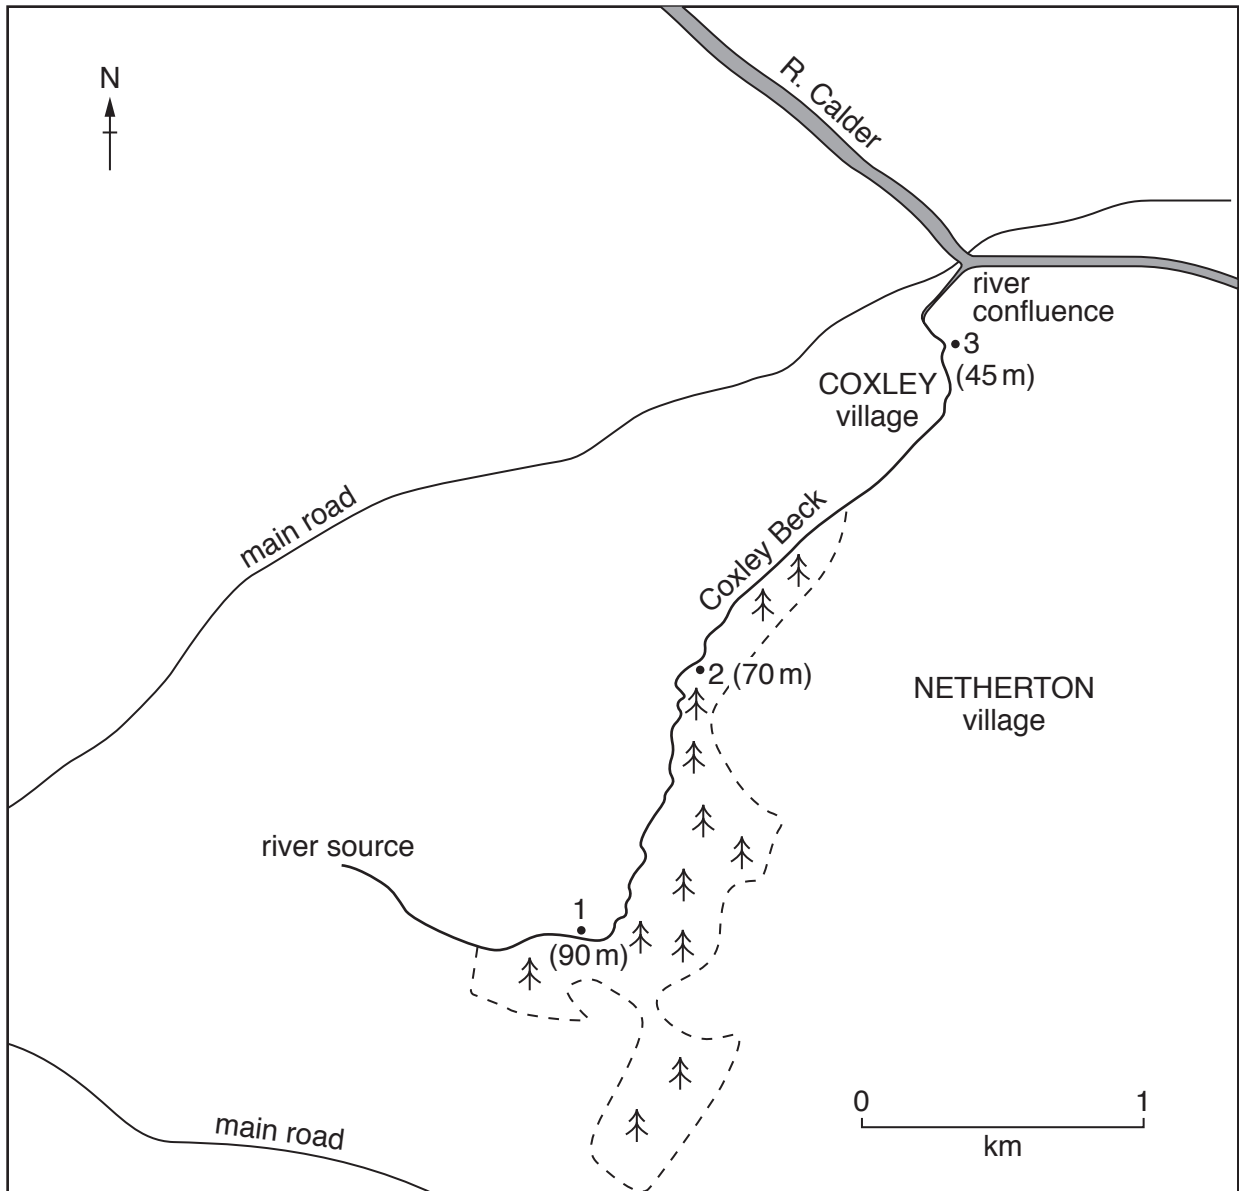 N
R. Calder
river
confluence
3
(45 m)
COXLEY
village
main road
Coxley Beck
2 (70 m)
NETHERTON
village
river source
1
(90 m)
main road
0 1
km